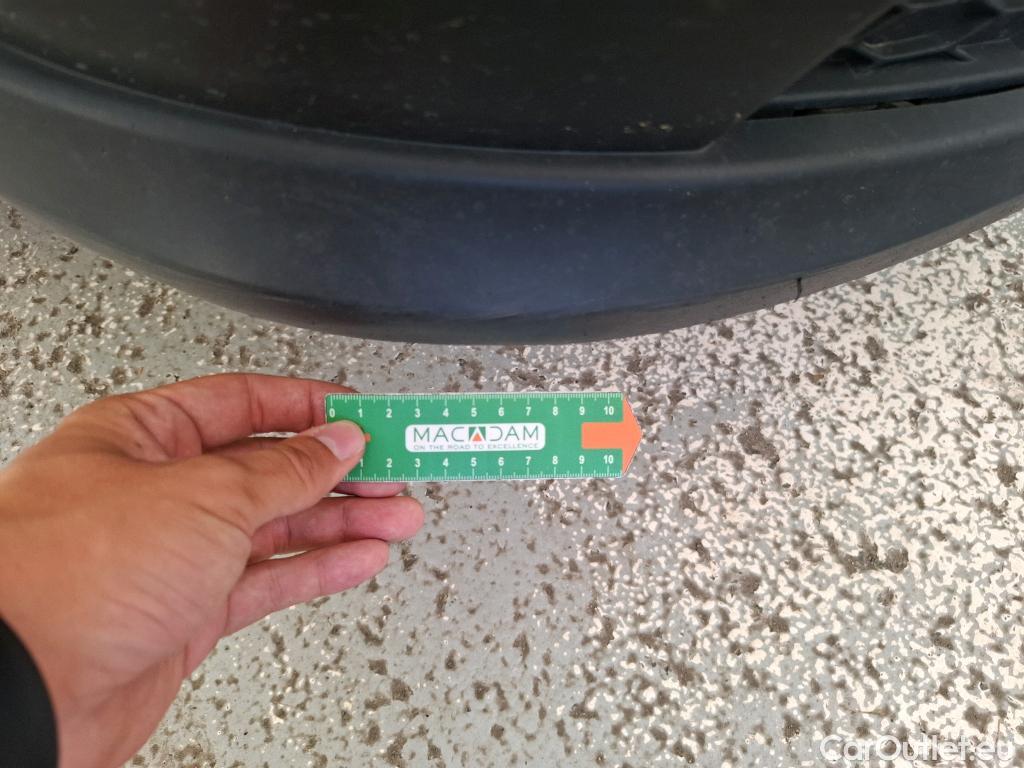 0 1 2 3 4 5 6 7 8 9 10
MACADAM
ON THE ROAD TO EXCELLENCE
1 2 3 4 5 6 7 8 9 10
CarOutlet.eu